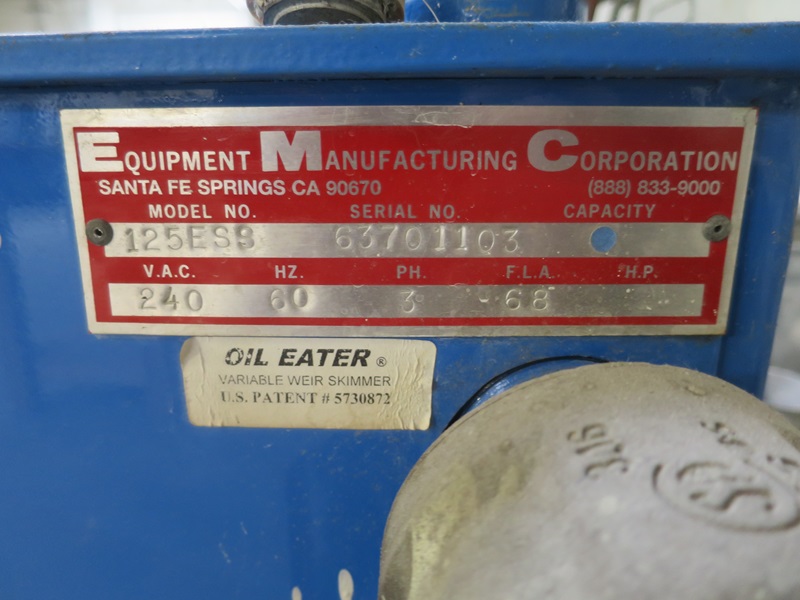 EQUIPMENT MANUFACTURING CORPORATION
SANTA FE SPRINGS CA 90670 (888) 833-9000
MODEL NO. SERIAL NO. CAPACITY
125ESB 63701103
V.A.C. HZ. PH. F.L.A. H.P.
240 60 3 68
OIL EATER ®
VARIABLE WEIR SKIMMER
U.S. PATENT # 5730872